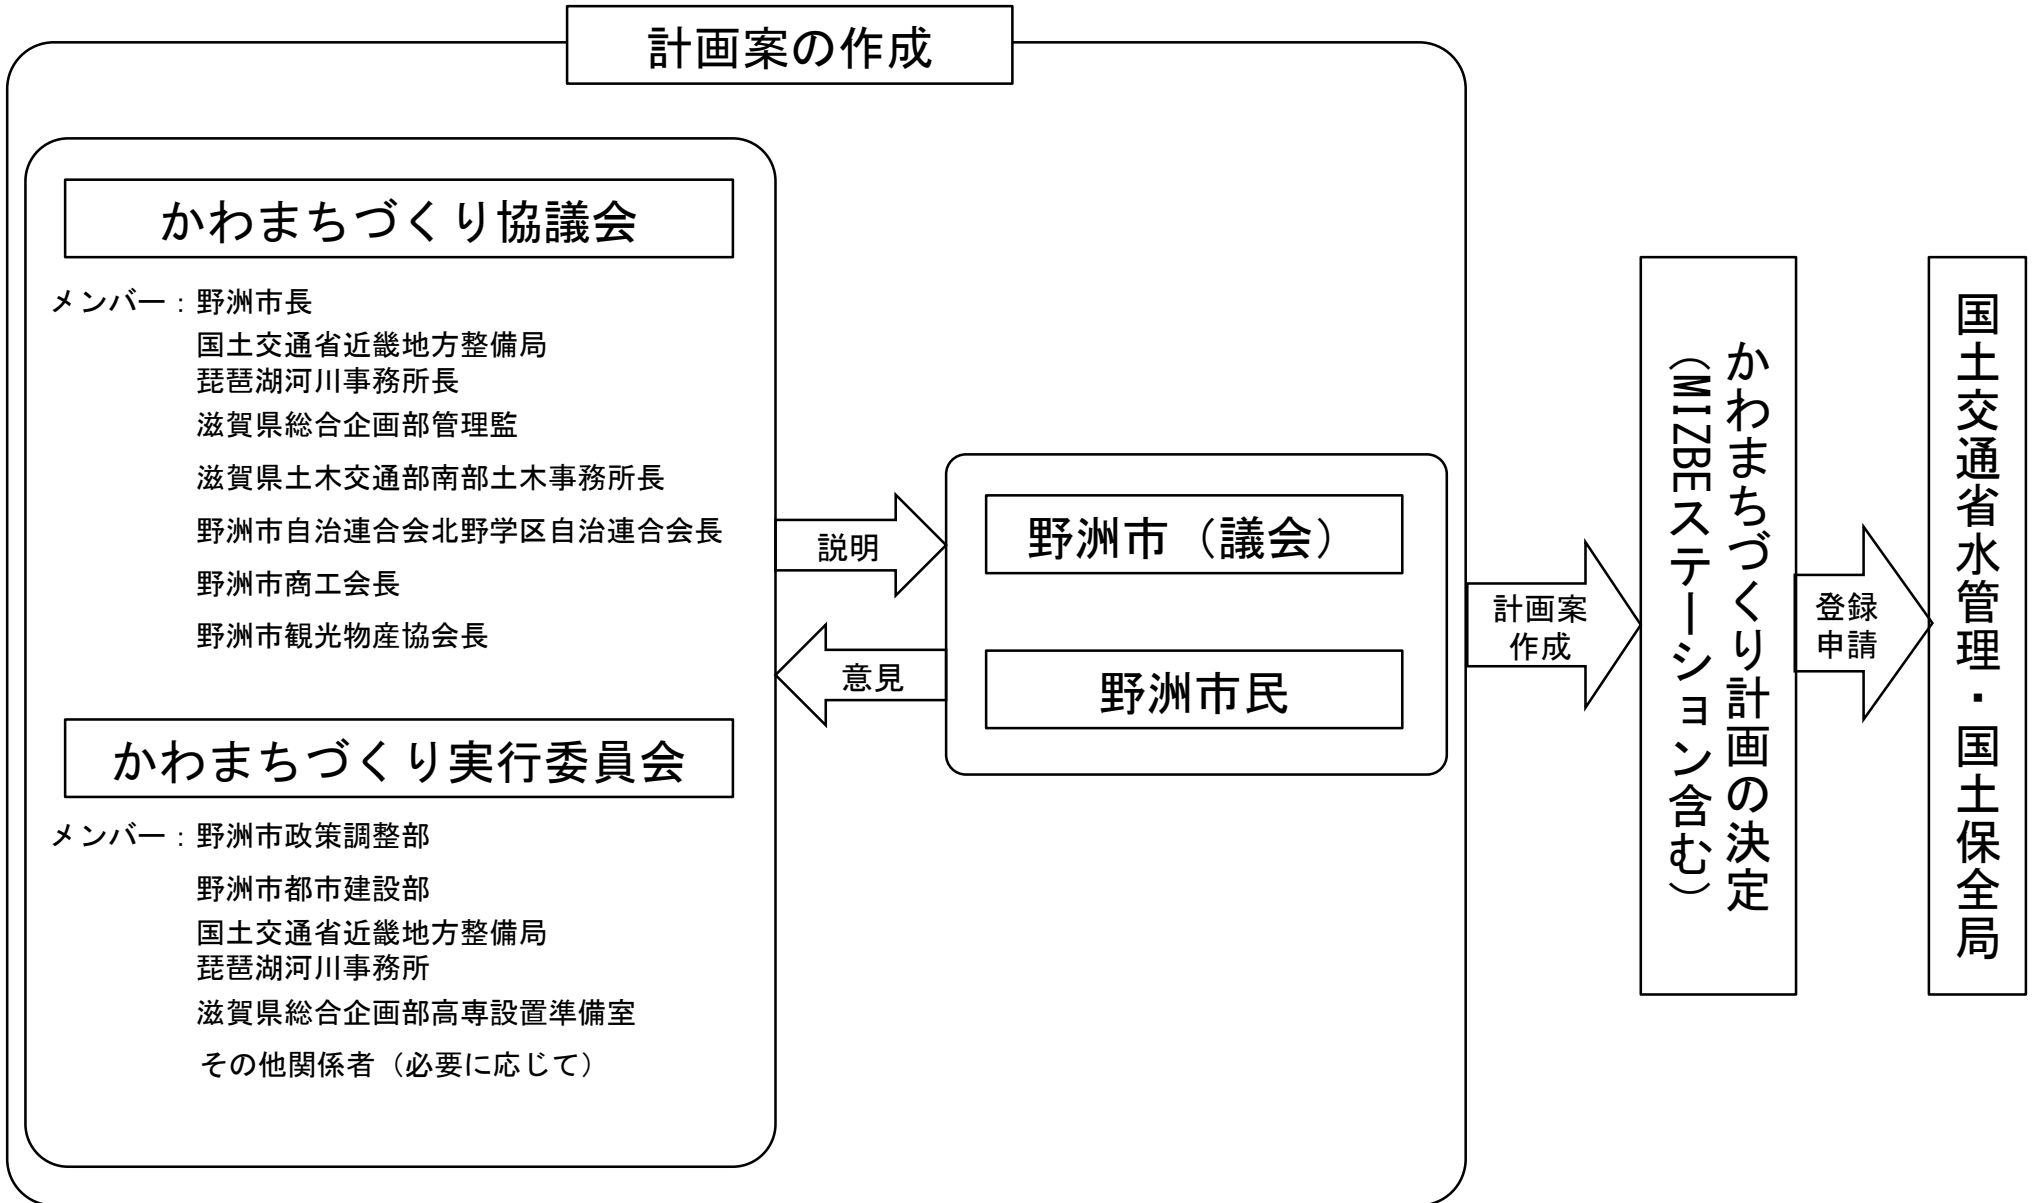 計画案の作成
かわまちづくり協議会
メンバー：野洲市長
国土交通省近畿地方整備局
琵琶湖河川事務所長
滋賀県総合企画部管理監
滋賀県土木交通部南部土木事務所長
野洲市自治連合会北野学区自治連合会長
野洲市商工会長
野洲市観光物産協会長
かわまちづくり実行委員会
メンバー：野洲市政策調整部
野洲市都市建設部
国土交通省近畿地方整備局
琵琶湖河川事務所
滋賀県総合企画部高専設置準備室
その他関係者（必要に応じて）
説明
意見
野洲市（議会）
野洲市民
計画案
作成
かわまちづくり計画の決定
（MIZBEステーション含む）
登録
申請
国土交通省水管理・国土保全局